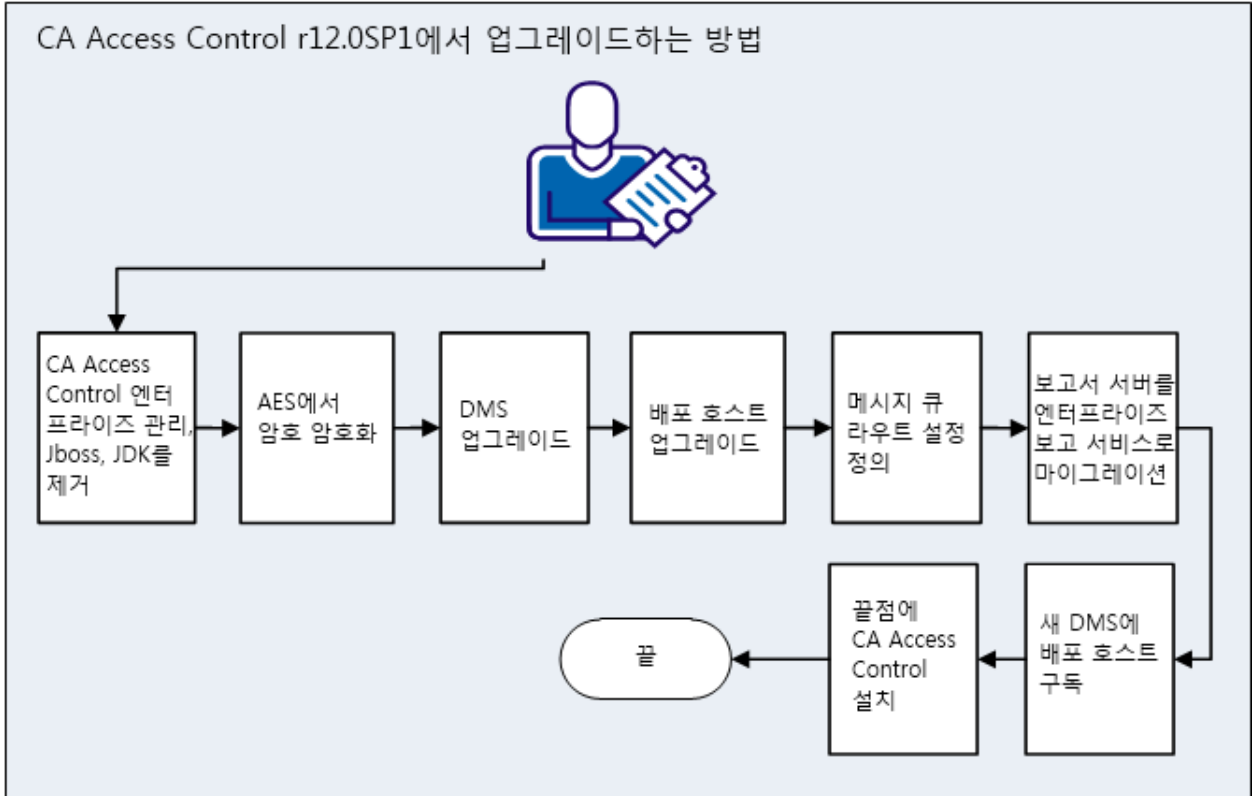 CA Access Control r12.0SP1에서 업그레이드하는 방법
CA Access
Control 엔터
프라이즈 관리,
Jboss, JDK를
제거
AES에서
암호 암호화
DMS
업그레이드
배포 호스트
업그레이드
메시지 큐
라우트 설정
정의
보고서 서버를
엔터프라이즈
보고 서비스로
마이그레이션
새 DMS에
배포 호스트
구독
끝점에
CA Access
Control
설치
끝